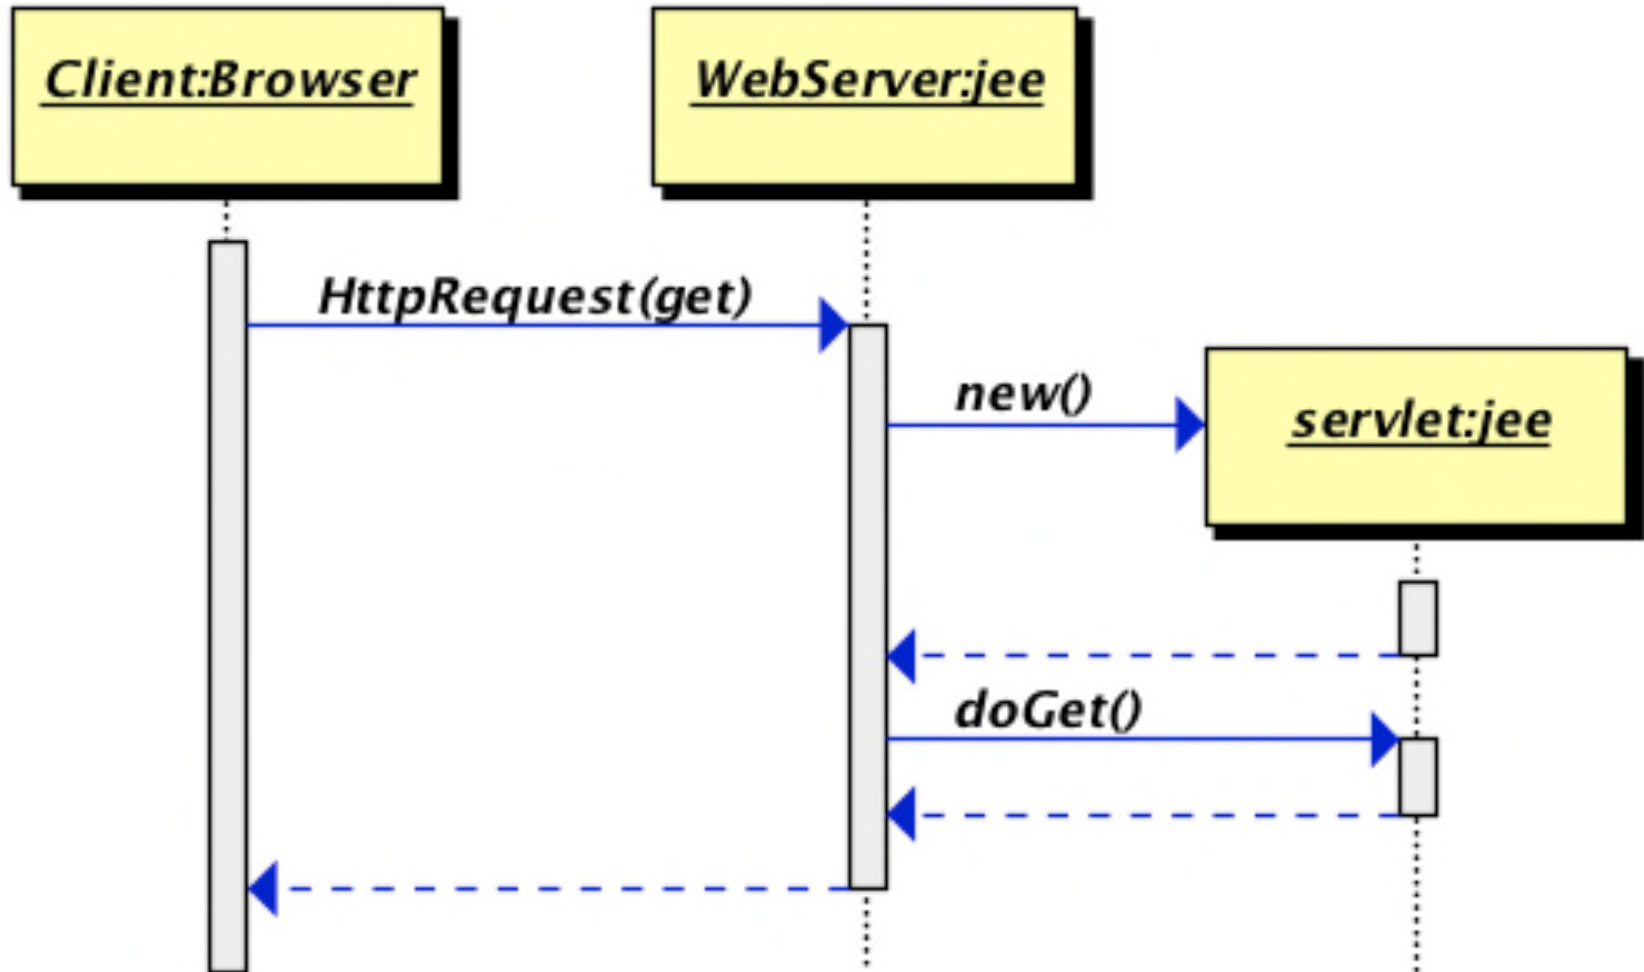 Client:Browser
WebServer:jee
HttpRequest(get)
new()
servlet:jee
doGet()